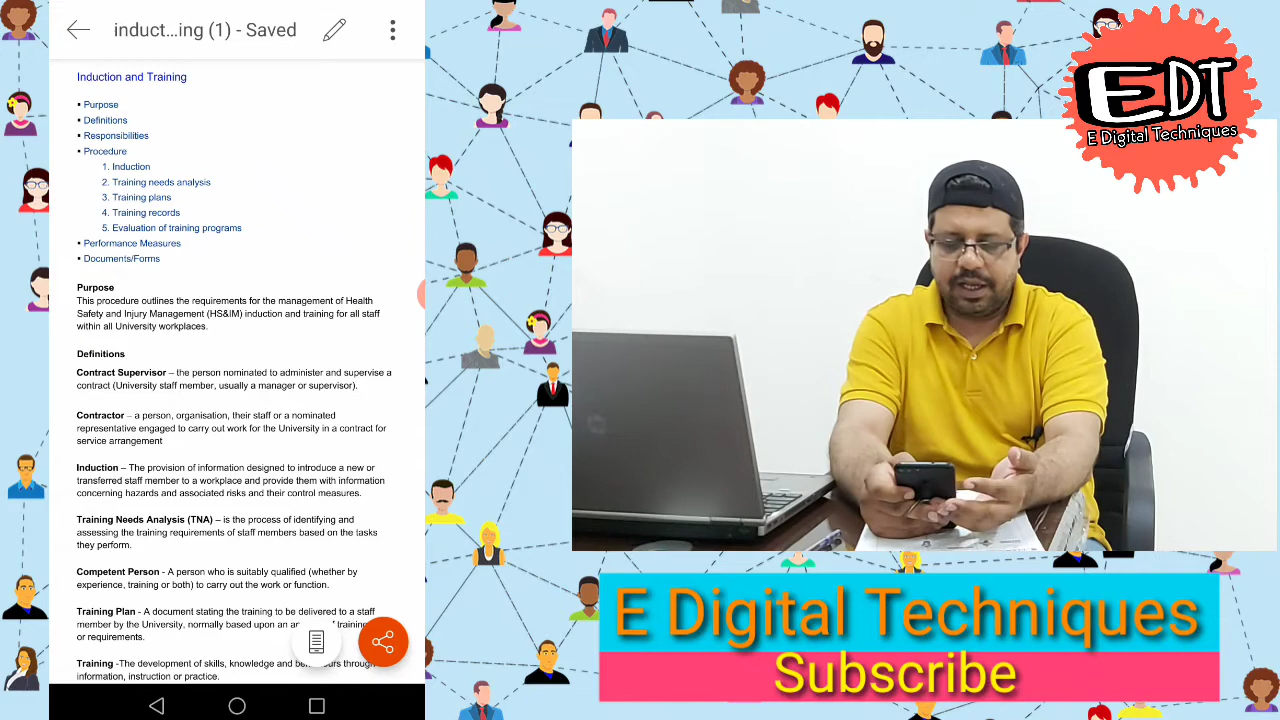 induct...ing (1) - Saved
Induction and Training
▪ Purpose
▪ Definitions
▪ Responsibilities
▪ Procedure
1. Induction
2. Training needs analysis
3. Training plans
4. Training records
5. Evaluation of training programs
▪ Performance Measures
▪ Documents/Forms
Purpose
This procedure outlines the requirements for the management of Health
Safety and Injury Management (HS&IM) induction and training for all staff
within all University workplaces.
Definitions
Contract Supervisor – the person nominated to administer and supervise a
contract (University staff member, usually a manager or supervisor).
Contractor – a person, organisation, their staff or a nominated
representative engaged to carry out work for the University in a contract for
service arrangement
Induction – The provision of information designed to introduce a new or
transferred staff member to a workplace and provide them with information
concerning hazards and associated risks and their control measures.
Training Needs Analysis (TNA) – is the process of identifying and
assessing the training requirements of staff members based on the tasks
they perform.
Competent Person - A person who is suitably qualified (whether by
experience, training or both) to carry out the work or function.
Training Plan - A document stating the training to be delivered to a staff
member by the University, normally based upon an training
or requirements.
Training -The development of skills, knowledge and through
information, instruction or practice.
EDT
E Digital Techniques
E Digital Techniques
Subscribe